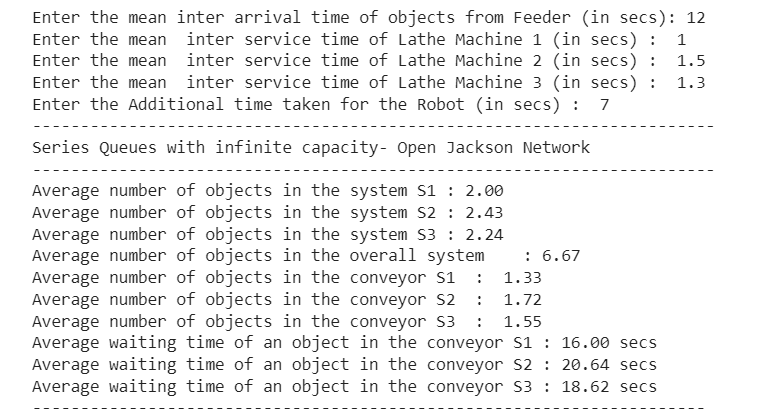 Enter the mean inter arrival time of objects from Feeder (in secs): 12
Enter the mean  inter service time of Lathe Machine 1 (in secs) :  1
Enter the mean  inter service time of Lathe Machine 2 (in secs) :  1.5
Enter the mean  inter service time of Lathe Machine 3 (in secs) :  1.3
Enter the Additional time taken for the Robot (in secs) :  7
-----------------------------------------------------------------------
Series Queues with infinite capacity- Open Jackson Network
-----------------------------------------------------------------------
Average number of objects in the system S1 : 2.00
Average number of objects in the system S2 : 2.43
Average number of objects in the system S3 : 2.24
Average number of objects in the overall system    : 6.67
Average number of objects in the conveyor S1  :  1.33
Average number of objects in the conveyor S2  :  1.72
Average number of objects in the conveyor S3  :  1.55
Average waiting time of an object in the conveyor S1 : 16.00 secs
Average waiting time of an object in the conveyor S2 : 20.64 secs
Average waiting time of an object in the conveyor S3 : 18.62 secs
----------------------------------------------------------------------